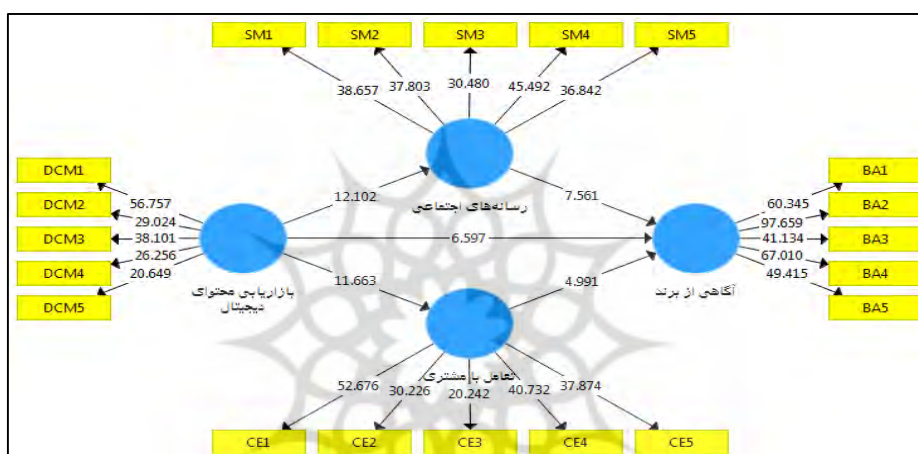 SM1 SM2 SM3 SM4 SM5
38.657 37.803 30.480 45.492 36.842
DCM1
DCM2
DCM3
DCM4
DCM5
56.757
29.024
38.101
26.256
20.649
12.102
رسانه‌های اجتماعی
7.561
6.597
بازاریابی محتوای
دیجیتال
11.663
4.991
آگاهی از برند
60.345
97.659
41.134
67.010
49.415
BA1
BA2
BA3
BA4
BA5
تعامل با مشتری
52.676 30.226 20.242 40.732 37.874
CE1 CE2 CE3 CE4 CE5